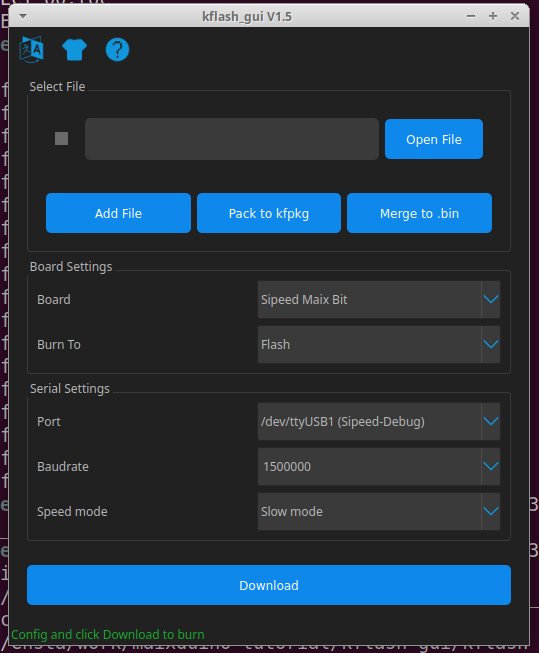 kflash_gui V1.5
Select File
Open File
Add File
Pack to kfpkg
Merge to .bin
Board Settings
Board
Sipeed Maix Bit
Burn To
Flash
Serial Settings
Port
/dev/ttyUSB1 (Sipeed-Debug)
Baudrate
1500000
Speed mode
Slow mode
Download
Config and click Download to burn